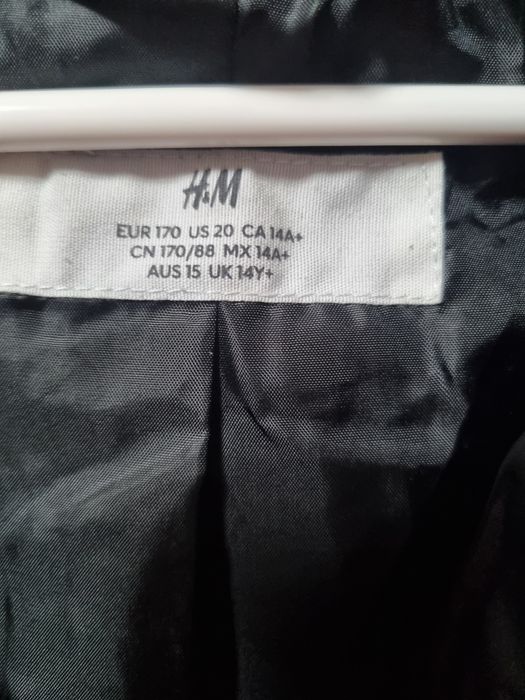 H&M
EUR 170 US 20 CA 14A+
CN 170/88 MX 14A+
AUS 15 UK 14Y+